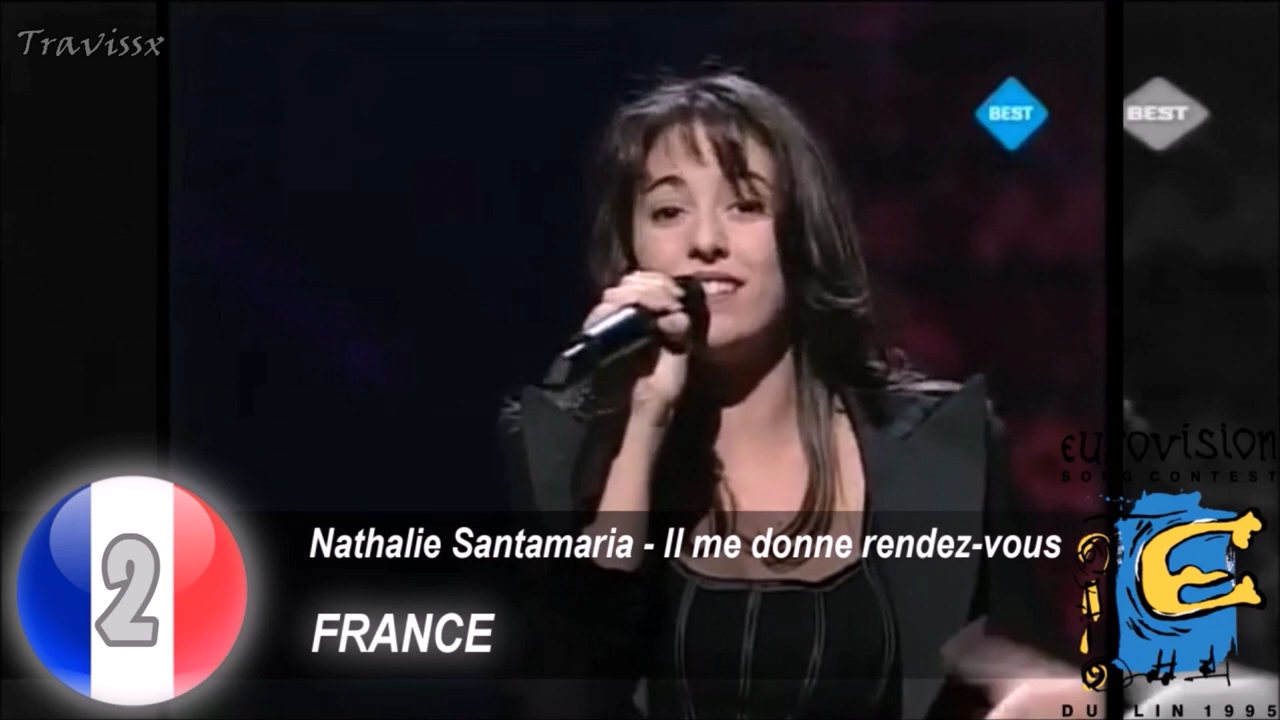 Travissx
BEST
BEST
eurovision
SONG CONTEST
2
Nathalie Santamaria - Il me donne rendez-vous
FRANCE
DUBLIN 1995